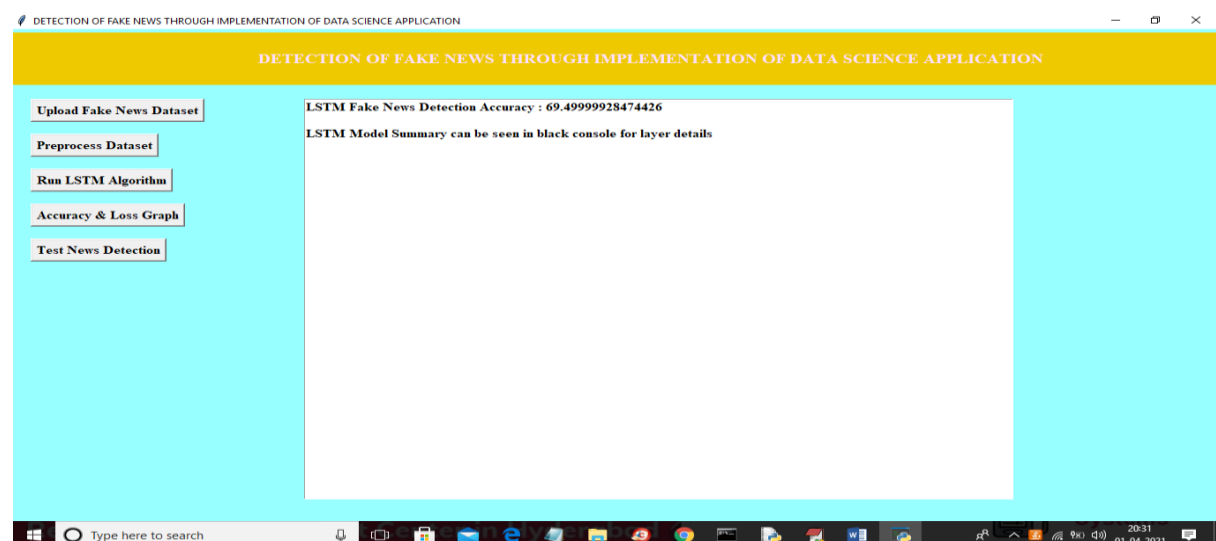 DETECTION OF FAKE NEWS THROUGH IMPLEMENTATION OF DATA SCIENCE APPLICATION
DETECTION OF FAKE NEWS THROUGH IMPLEMENTATION OF DATA SCIENCE APPLICATION
Upload Fake News Dataset
Preprocess Dataset
Run LSTM Algorithm
Accuracy & Loss Graph
Test News Detection
LSTM Fake News Detection Accuracy : 69.49999928474426
LSTM Model Summary can be seen in black console for layer details
Type here to search
20:31
01-04-2021